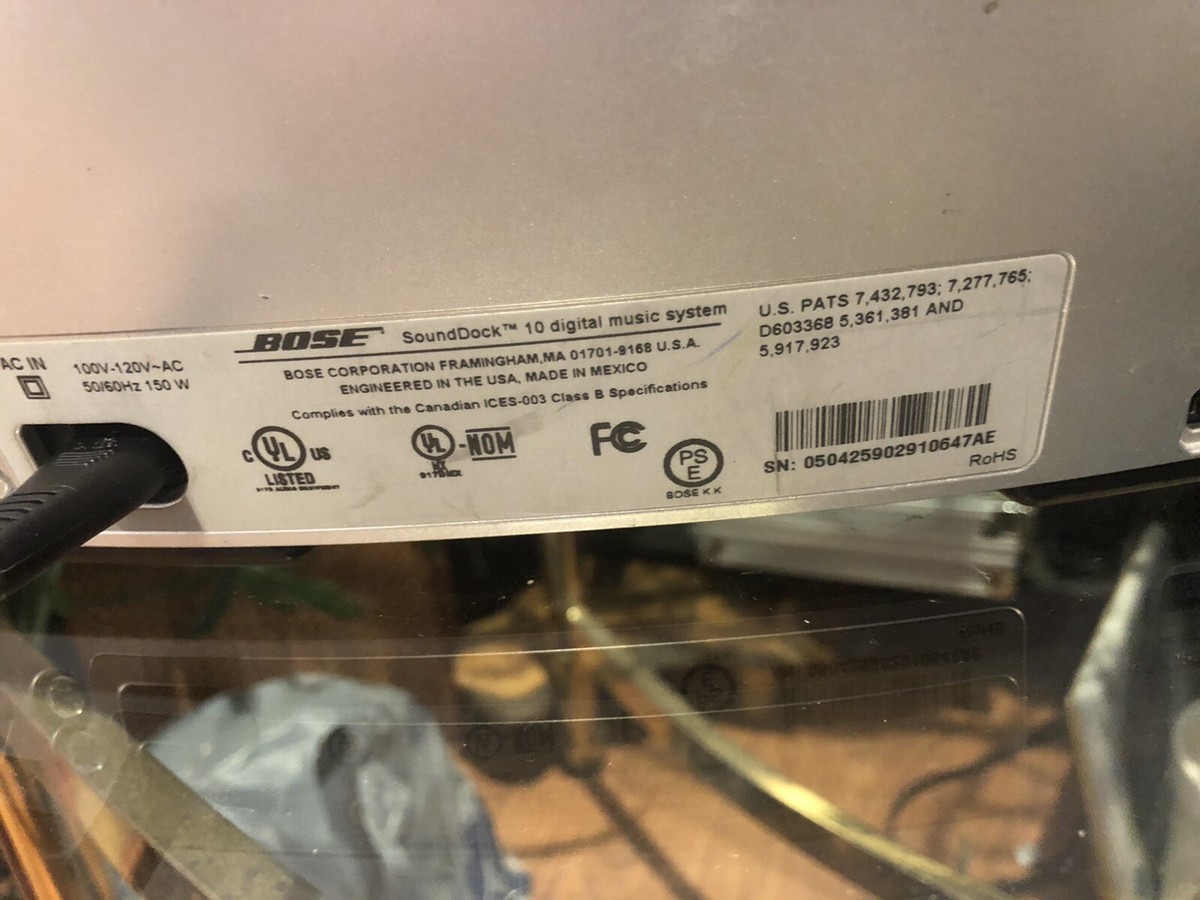 AC IN
100V-120V~AC
50/60Hz 150 W
BOSE SoundDock™ 10 digital music system
BOSE CORPORATION FRAMINGHAM,MA 01701-9168 U.S.A.
ENGINEERED IN THE USA, MADE IN MEXICO
Complies with the Canadian ICES-003 Class B Specifications
C UL US
LISTED
UL-NOM
FC
PS
E
BOSE K.K
U.S. PATS 7,432,793; 7,277,765;
D603368 5,361,381 AND
5,917,923
SN: 050425902910647AE
RoHS